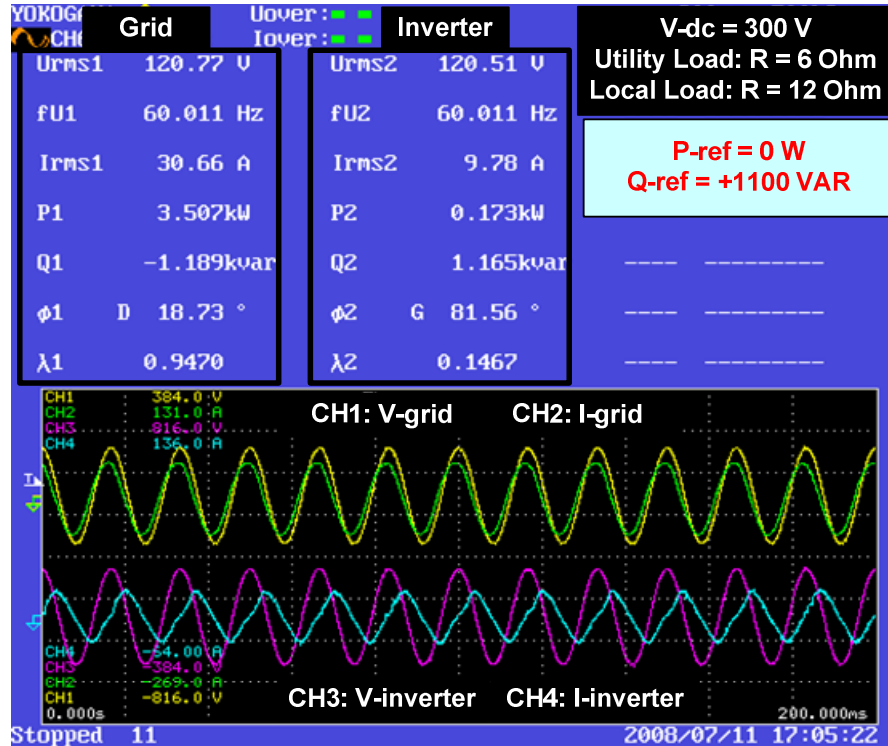 Uover:
Grid
Inverter
Iover:
Urms1 120.77 V
fU1 60.011 Hz
Irms1 30.66 A
P1 3.507kW
Q1 -1.189kvar
φ1 D 18.73 °
λ1 0.9470
Urms2 120.51 V
fU2 60.011 Hz
Irms2 9.78 A
P2 0.173kW
Q2 1.165kvar
φ2 G 81.56 °
λ2 0.1467
V-dc = 300 V
Utility Load: R = 6 Ohm
Local Load: R = 12 Ohm
P-ref = 0 W
Q-ref = +1100 VAR
---- ---------
---- ---------
---- ---------
CH1 384.0 V
CH2 131.0 A
CH3 816.0 V
CH4 136.0 A
CH1: V-grid CH2: I-grid
CH4 -54.00 A
CH3 -384.0 V
CH2 -269.0 A
CH1 -816.0 V
CH3: V-inverter CH4: I-inverter
0.000s 200.000ms
Stopped 11 2008/07/11 17:05:22